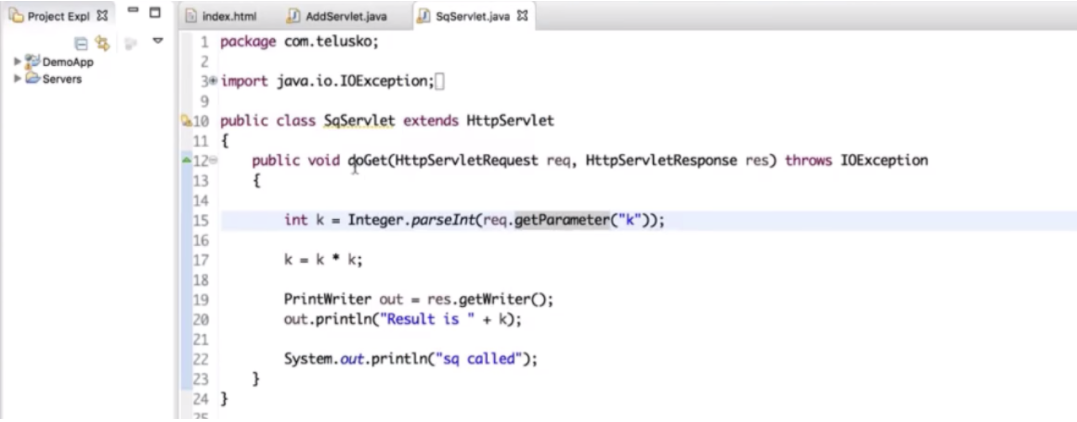 Project Expl
index.html
AddServlet.java
SqServlet.java
DemoApp
Servers
1 package com.telusko;
2
3 import java.io.IOException;
9
10 public class SqServlet extends HttpServlet
11 {
12 public void doGet(HttpServletRequest req, HttpServletResponse res) throws IOException
13 {
14
15 int k = Integer.parseInt(req.getParameter("k"));
16
17 k = k * k;
18
19 PrintWriter out = res.getWriter();
20 out.println("Result is " + k);
21
22 System.out.println("sq called");
23 }
24 }
25